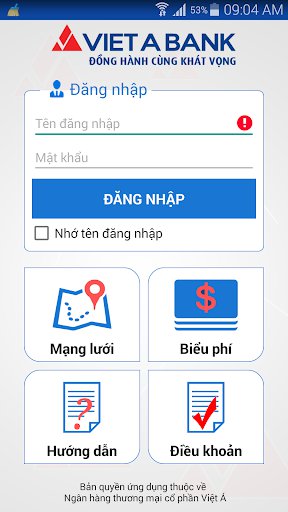 53% 09:04 AM
VIET A BANK
ĐỒNG HÀNH CÙNG KHÁT VỌNG
Đăng nhập
Tên đăng nhập
Mật khẩu
ĐĂNG NHẬP
Nhớ tên đăng nhập
$
Mạng lưới
Biểu phí
?
Hướng dẫn
Điều khoản
Bản quyền ứng dụng thuộc về
Ngân hàng thương mại cổ phần Việt Á